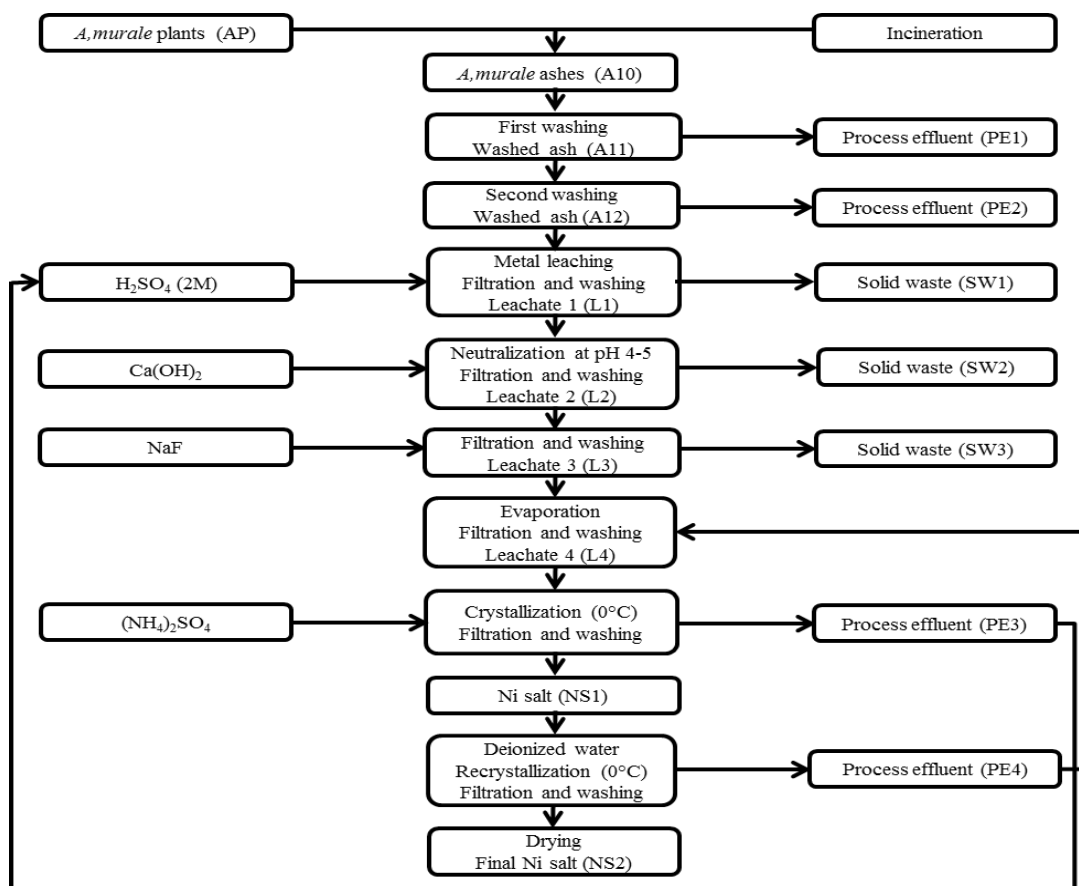 A,murale plants (AP)
Incineration
A,murale ashes (A10)
First washing
Washed ash (A11)
Process effluent (PE1)
Second washing
Washed ash (A12)
Process effluent (PE2)
H₂SO₄ (2M)
Metal leaching
Filtration and washing
Leachate 1 (L1)
Solid waste (SW1)
Ca(OH)₂
Neutralization at pH 4-5
Filtration and washing
Leachate 2 (L2)
Solid waste (SW2)
NaF
Filtration and washing
Leachate 3 (L3)
Solid waste (SW3)
Evaporation
Filtration and washing
Leachate 4 (L4)
(NH₄)₂SO₄
Crystallization (0°C)
Filtration and washing
Process effluent (PE3)
Ni salt (NS1)
Deionized water
Recrystallization (0°C)
Filtration and washing
Process effluent (PE4)
Drying
Final Ni salt (NS2)